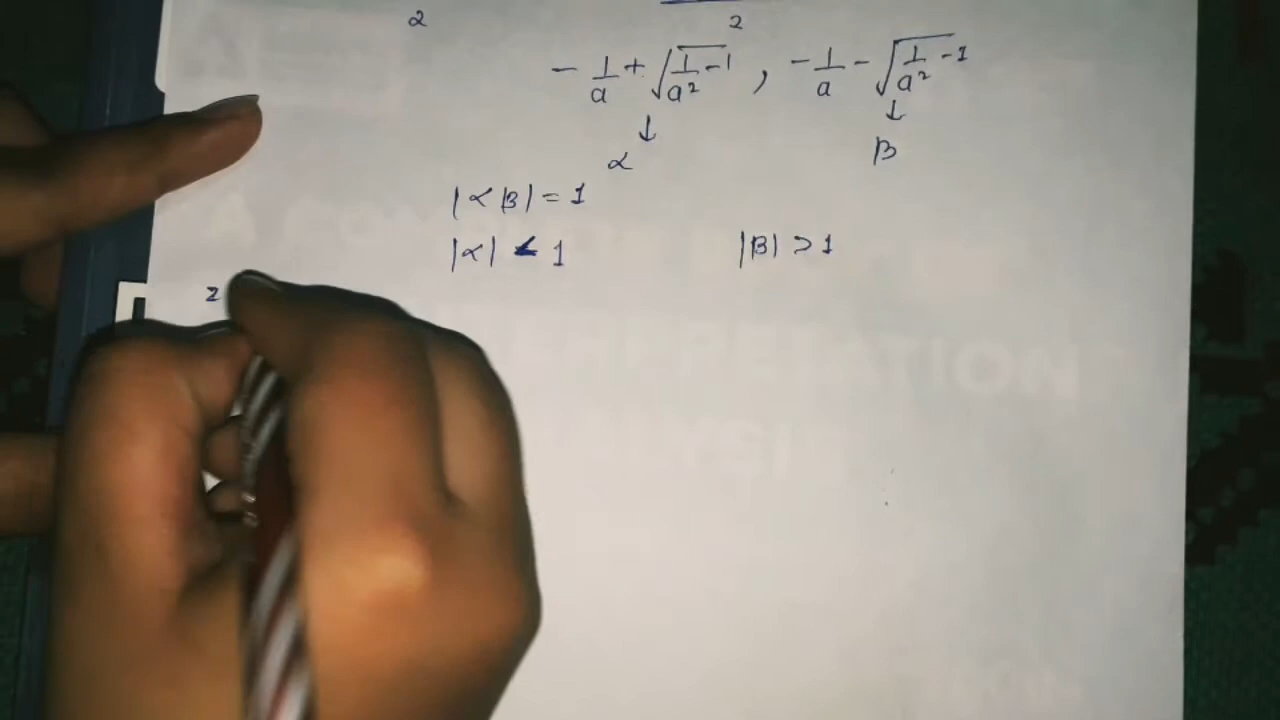 2 2
- 1/a + √(1/a² - 1) , - 1/a - √(1/a² - 1)
↓ ↓
α β
|αβ| = 1
|α| < 1 |β| > 1
z